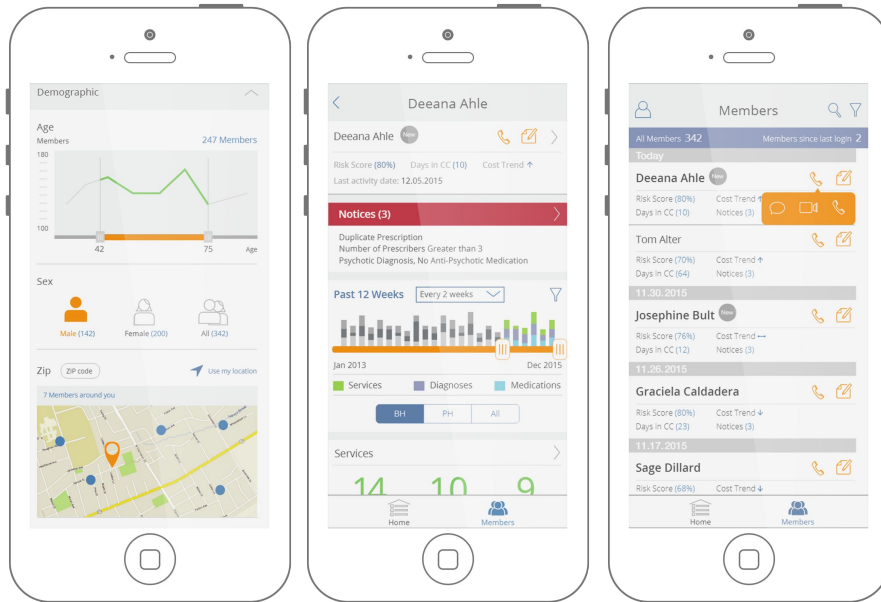 Demographic
Age
Members
247 Members
180
100
42
75
Age
Sex
Male (142)
Female (200)
All (342)
Zip
ZIP code
Use my location
7 Members around you
Deeana Ahle
Deeana Ahle New
Risk Score (80%) Days in CC (10) Cost Trend ↑
Last activity date: 12.05.2015
Notices (3)
Duplicate Prescription
Number of Prescribers Greater than 3
Psychotic Diagnosis, No Anti-Psychotic Medication
Past 12 Weeks Every 2 weeks
Jan 2013 Dec 2015
Services Diagnoses Medications
BH PH All
Services
14 10 9
Home Members
Members
All Members 342 Members since last login 2
Today
Deeana Ahle New
Risk Score (80%) Cost Trend ↑
Days in CC (10) Notices (3)
Tom Alter
Risk Score (70%) Cost Trend ↑
Days in CC (64) Notices (3)
11.30.2015
Josephine Bult New
Risk Score (76%) Cost Trend ↔
Days in CC (12) Notices (3)
11.26.2015
Graciela Caldadera
Risk Score (80%) Cost Trend ↓
Days in CC (23) Notices (3)
11.17.2015
Sage Dillard
Risk Score (68%) Cost Trend ↓
Home Members